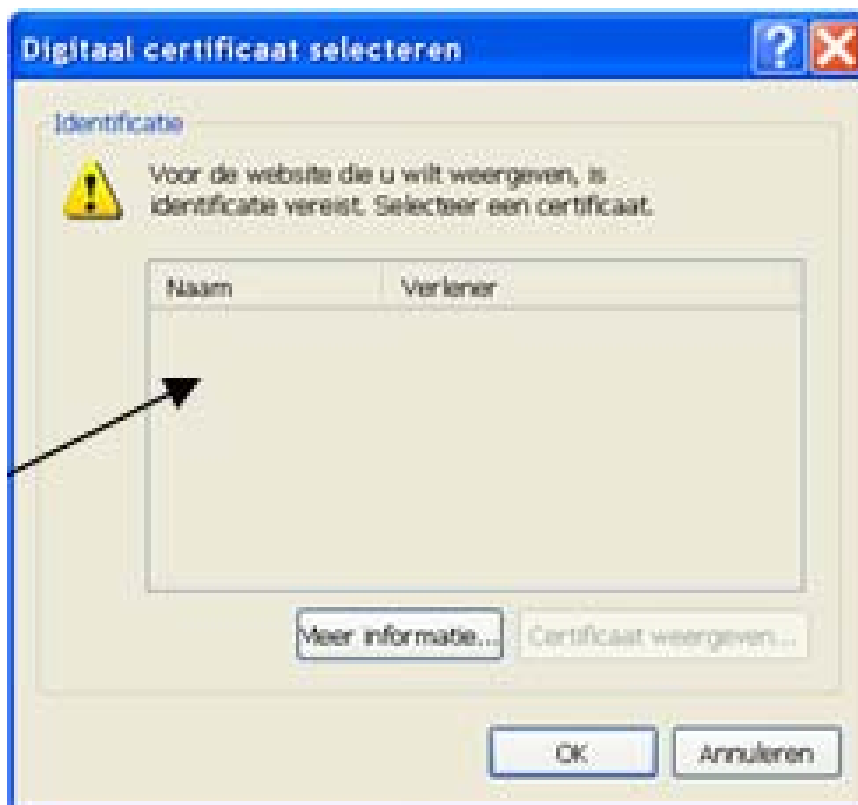 Digitaal certificaat selecteren
Identificatie
Voor de website die u wilt weergeven, is
identificatie vereist. Selecteer een certificaat.
Naam Verlener
Meer informatie... Certificaat weergeven...
OK Annuleren